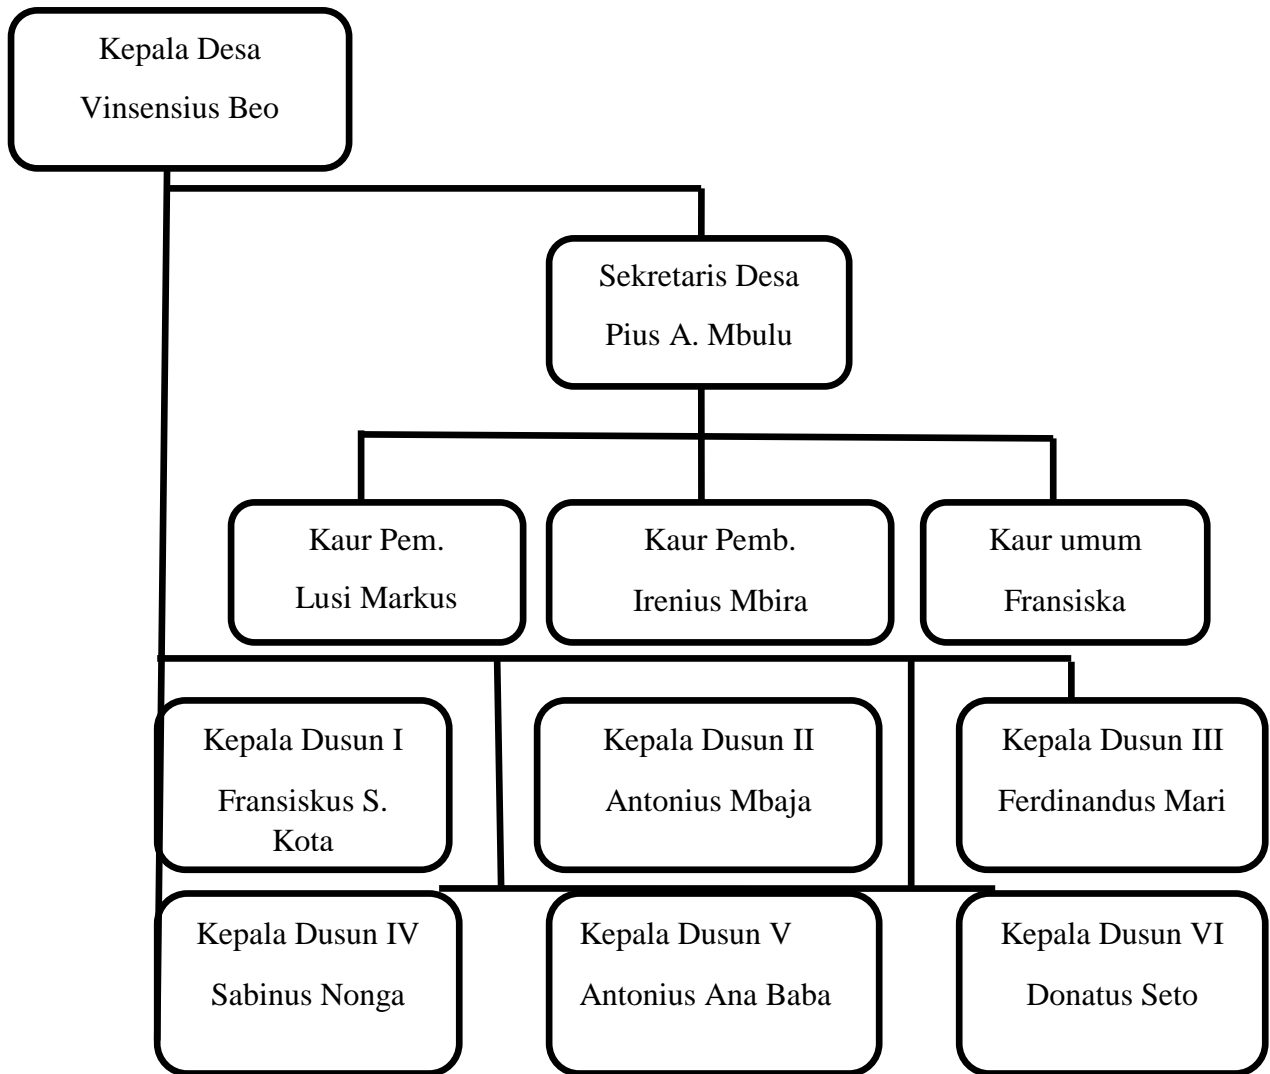 Kepala Desa
Vinsensius Beo
Sekretaris Desa
Pius A. Mbulu
Kaur Pem.
Lusi Markus
Kaur Pemb.
Irenius Mbira
Kaur umum
Fransiska
Kepala Dusun I
Fransiskus S.
Kota
Kepala Dusun II
Antonius Mbaja
Kepala Dusun III
Ferdinandus Mari
Kepala Dusun IV
Sabinus Nonga
Kepala Dusun V
Antonius Ana Baba
Kepala Dusun VI
Donatus Seto